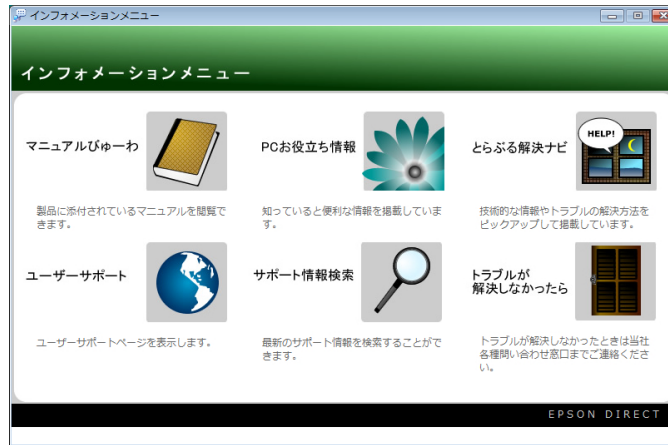 インフォメーションメニュー
インフォメーションメニュー
マニュアルびゅーわ
製品に添付されているマニュアルを閲覧で
きます。
PCお役立ち情報
知っていると便利な情報を掲載していま
す。
HELP!
とらぶる解決ナビ
技術的な情報やトラブルの解決方法を
ピックアップして掲載しています。
ユーザーサポート
ユーザーサポートページを表示します。
サポート情報検索
最新のサポート情報を検索することがで
きます。
トラブルが
解決しなかったら
トラブルが解決しなかったときは当社
各種問い合わせ窓口までご連絡くださ
い。
EPSON DIRECT